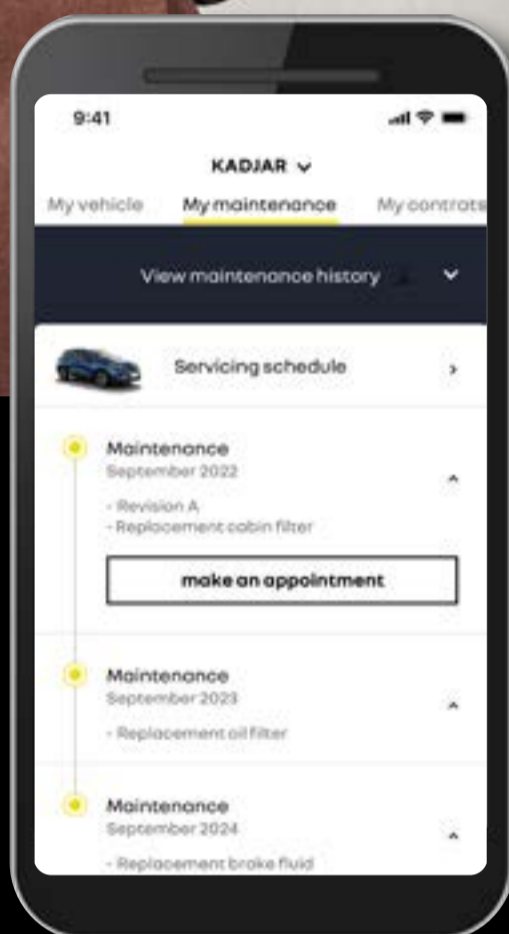 9:41
KADJAR
My vehicle My maintenance My contrats
View maintenance history
Servicing schedule
Maintenance
September 2022
- Revision A
- Replacement cabin filter
make an appointment
Maintenance
September 2023
- Replacement oil filter
Maintenance
September 2024
- Replacement brake fluid